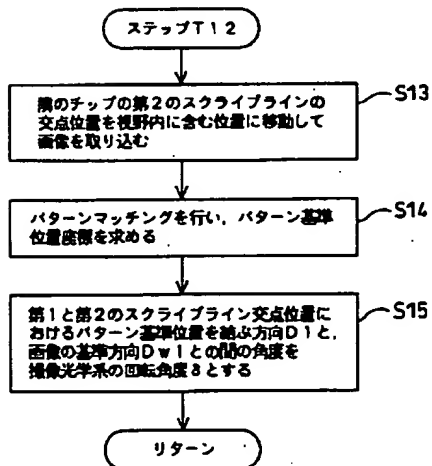 ステップT12
隣のチップの第2のスクライブラインの
交点位置を視野内に含む位置に移動して
画像を取り込む
S13
パターンマッチングを行い,パターン基準
位置座標を求める
S14
第1と第2のスクライブライン交点位置に
おけるパターン基準位置を結ぶ方向D1と,
画像の基準方向Dw1との間の角度を
撮像光学系の回転角度δとする
S15
リターン